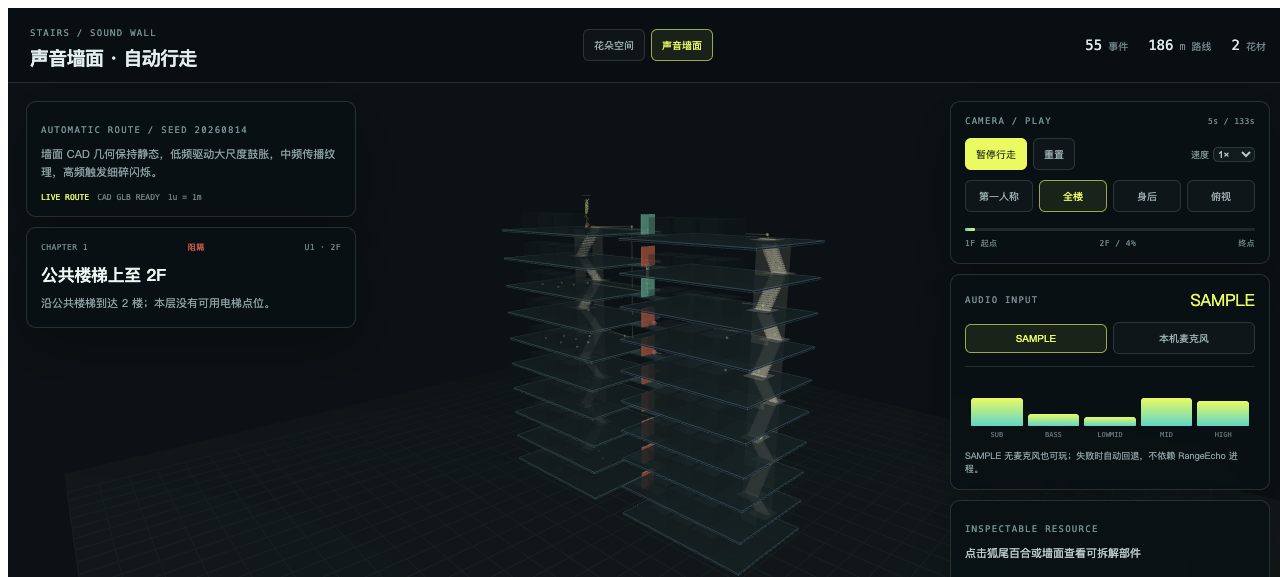 STAIRS / SOUND WALL
声音墙面 · 自动行走
花朵空间
声音墙面
55 事件 186 m 路线 2 花材
AUTOMATIC ROUTE / SEED 20260814
墙面 CAD 几何保持静态，低频驱动大尺度鼓胀，中频传播纹
理，高频触发细碎闪烁。
LIVE ROUTE CAD GLB READY 1u = 1m
CHAPTER 1 阻隔 U1 · 2F
公共楼梯上至 2F
沿公共楼梯到达 2 楼；本层没有可用电梯点位。
CAMERA / PLAY 5s / 133s
暂停行走 重置 速度 1×
第一人称 全楼 身后 俯视
1F 起点 2F / 4% 终点
AUDIO INPUT SAMPLE
SAMPLE 本机麦克风
SUB BASS LOWMID MID HIGH
SAMPLE 无麦克风也可玩；失败时自动回退，不依赖 RangeEcho 进
程。
INSPECTABLE RESOURCE
点击狐尾百合或墙面查看可拆解部件